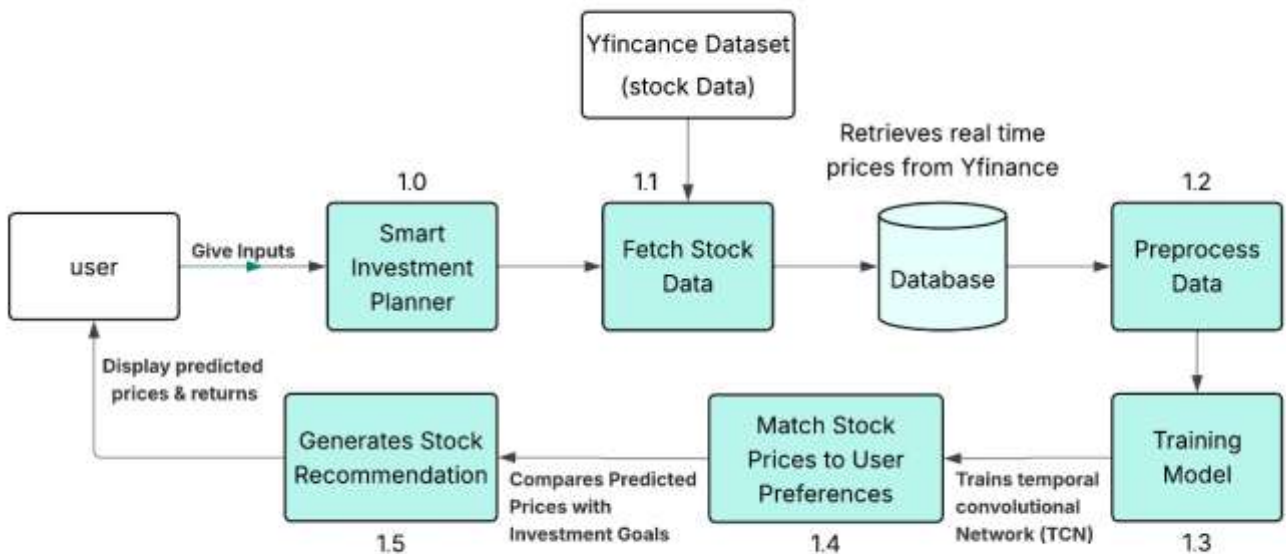 Yfincance Dataset
(stock Data)
Retrieves real time
prices from Yfinance
1.0
1.1
1.2
user
Give Inputs
Smart
Investment
Planner
Fetch Stock
Data
Database
Preprocess
Data
Display predicted
prices & returns
Generates Stock
Recommendation
Compares Predicted
Prices with
Investment Goals
Match Stock
Prices to User
Preferences
Trains temporal
convolutional
Network (TCN)
Training
Model
1.5
1.4
1.3